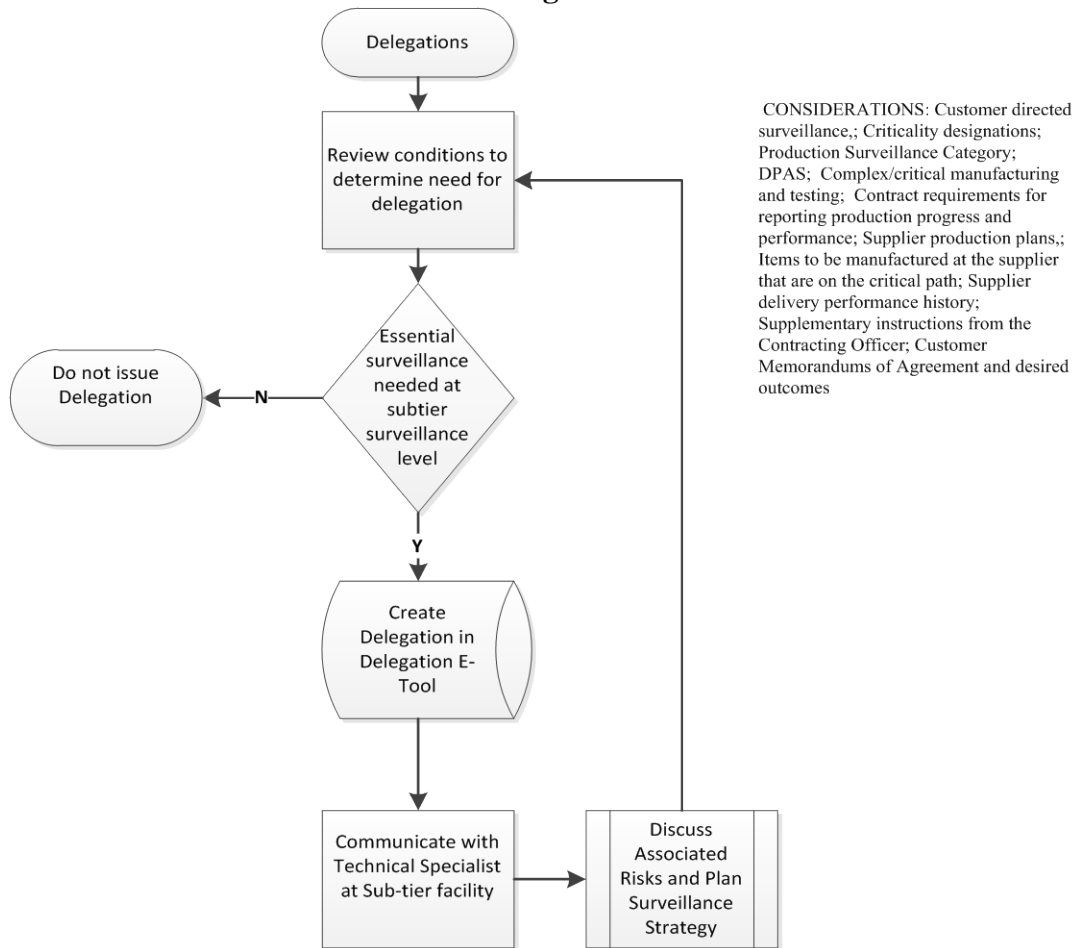 Delegations
Review conditions to
determine need for
delegation
CONSIDERATIONS: Customer directed
surveillance,; Criticality designations;
Production Surveillance Category;
DPAS; Complex/critical manufacturing
and testing; Contract requirements for
reporting production progress and
performance; Supplier production plans,;
Items to be manufactured at the supplier
that are on the critical path; Supplier
delivery performance history;
Supplementary instructions from the
Contracting Officer; Customer
Memorandums of Agreement and desired
outcomes
Essential
surveillance
needed at
subtier
surveillance
level
N
Do not issue
Delegation
Y
Create
Delegation in
Delegation E-
Tool
Communicate with
Technical Specialist
at Sub-tier facility
Discuss
Associated
Risks and Plan
Surveillance
Strategy